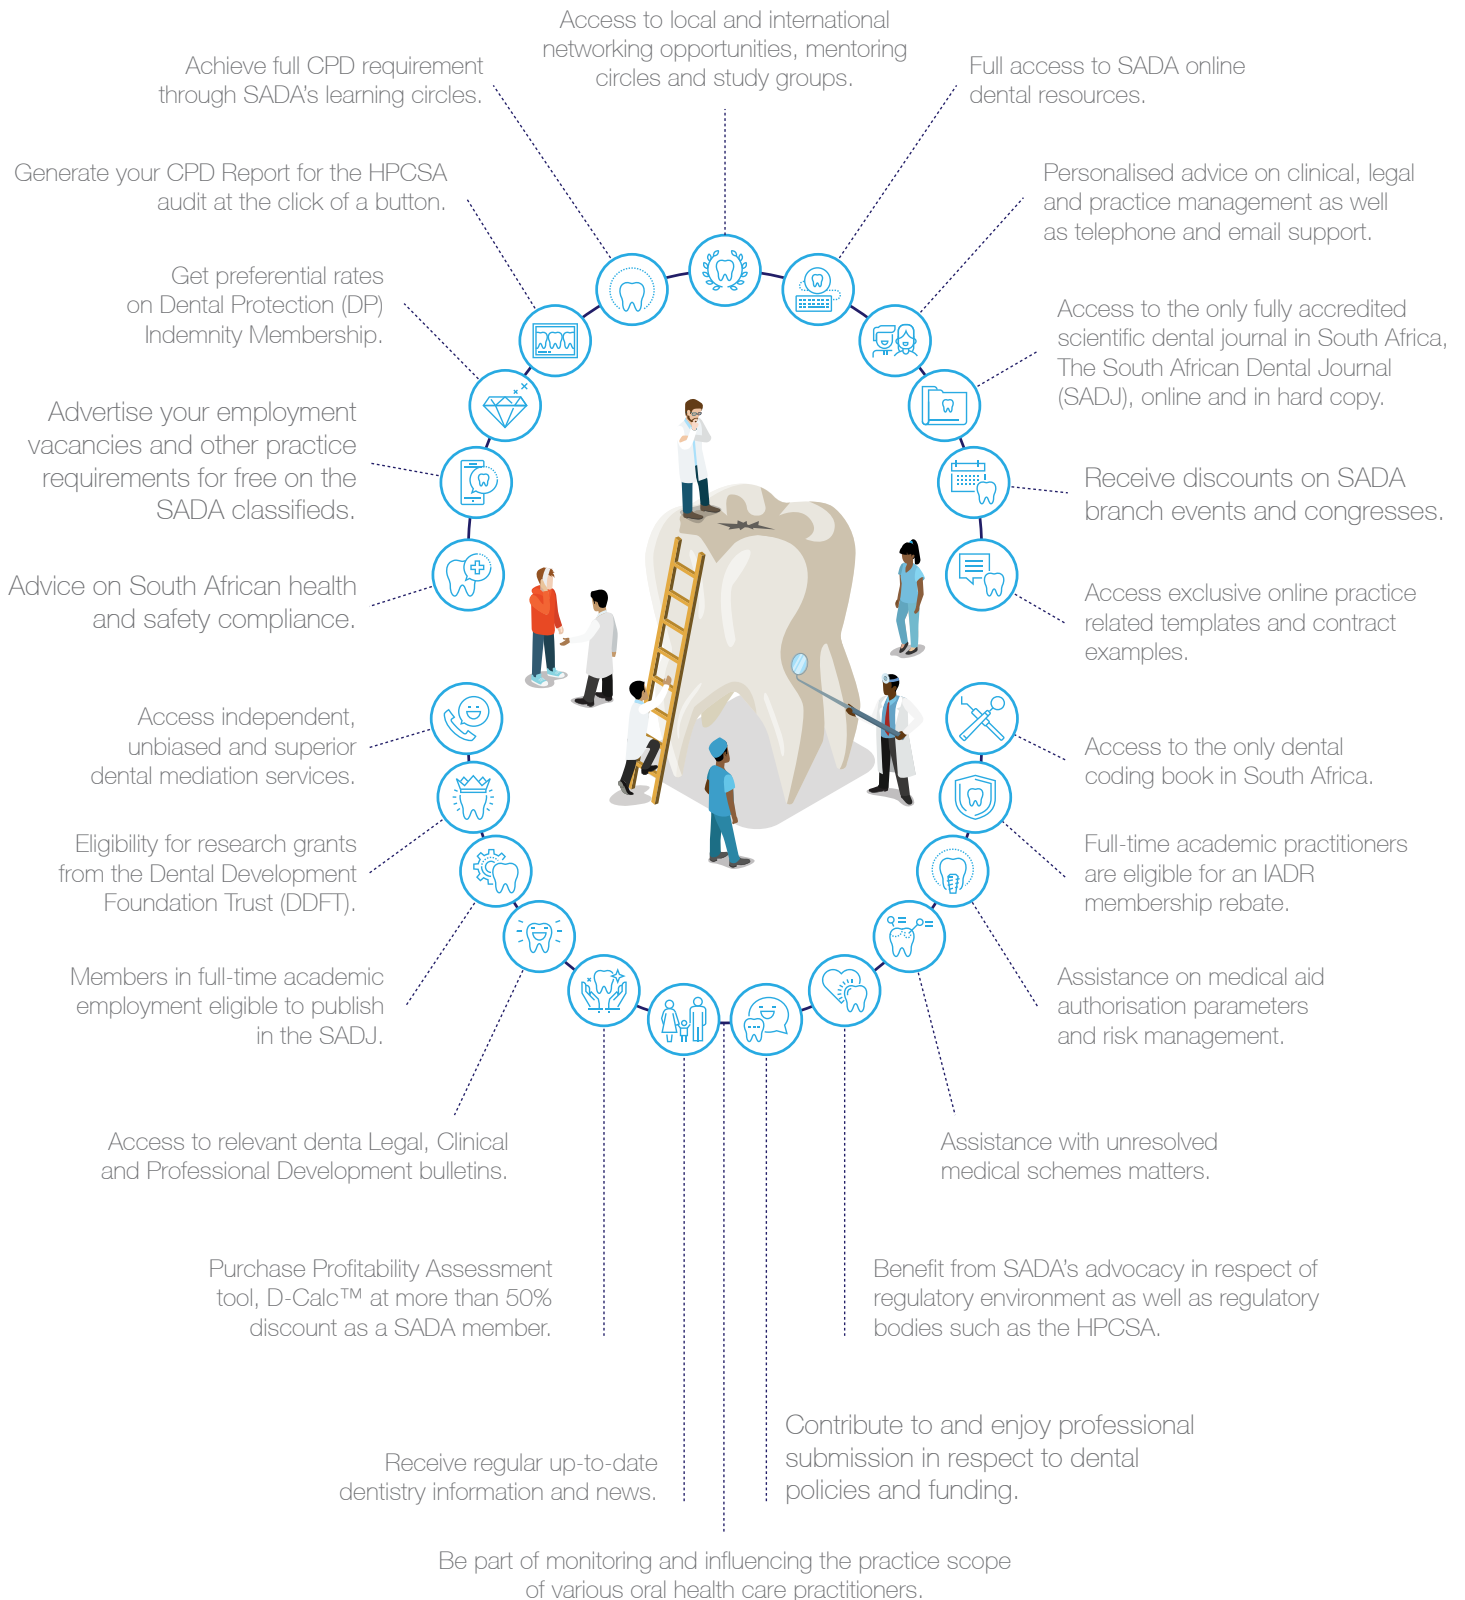 Access to local and international
networking opportunities, mentoring
circles and study groups.
Achieve full CPD requirement
through SADA's learning circles.
Full access to SADA online
dental resources.
Generate your CPD Report for the HPCSA
audit at the click of a button.
Personalised advice on clinical, legal
and practice management as well
as telephone and email support.
Get preferential rates
on Dental Protection (DP)
Indemnity Membership.
Access to the only fully accredited
scientific dental journal in South Africa,
The South African Dental Journal
(SADJ), online and in hard copy.
Advertise your employment
vacancies and other practice
requirements for free on the
SADA classifieds.
Receive discounts on SADA
branch events and congresses.
Advice on South African health
and safety compliance.
Access exclusive online practice
related templates and contract
examples.
Access independent,
unbiased and superior
dental mediation services.
Access to the only dental
coding book in South Africa.
Eligibility for research grants
from the Dental Development
Foundation Trust (DDFT).
Full-time academic practitioners
are eligible for an IADR
membership rebate.
Members in full-time academic
employment eligible to publish
in the SADJ.
Assistance on medical aid
authorisation parameters
and risk management.
Access to relevant denta Legal, Clinical
and Professional Development bulletins.
Assistance with unresolved
medical schemes matters.
Purchase Profitability Assessment
tool, D-Calc™ at more than 50%
discount as a SADA member.
Benefit from SADA's advocacy in respect of
regulatory environment as well as regulatory
bodies such as the HPCSA.
Receive regular up-to-date
dentistry information and news.
Contribute to and enjoy professional
submission in respect to dental
policies and funding.
Be part of monitoring and influencing the practice scope
of various oral health care practitioners.